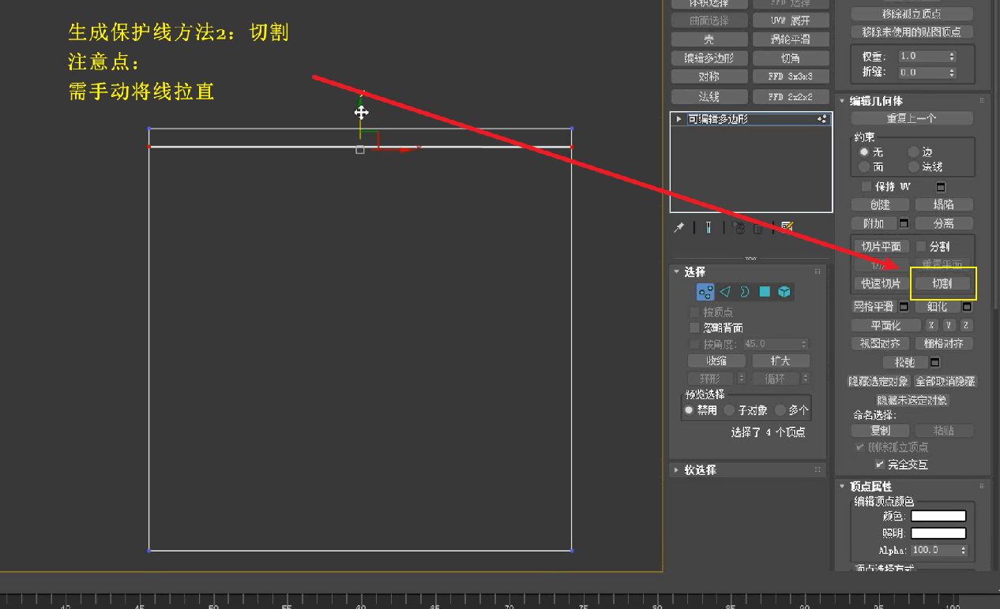 生成保护线方法2：切割
注意点：
需手动将线拉直
体积选择
FFD 选择
曲面选择
UVW 展开
壳
涡轮平滑
编辑多边形
切角
对称
FFD 3x3x3
法线
FFD 2x2x2
可编辑多边形
选择
按顶点
忽略背面
按角度: 45.0
收缩
扩大
环形
循环
预览选择
禁用
子对象
多个
选择了 4 个顶点
软选择
移除孤立顶点
移除未使用的贴图顶点
权重: 1.0
折缝: 0.0
编辑几何体
重复上一个
约束
无
边
面
法线
保持 UV
创建
塌陷
附加
分离
切片平面
分割
重置平面
快速切片
切割
网格平滑
细化
平面化
X
Y
Z
视图对齐
栅格对齐
松弛
隐藏选定对象
全部取消隐藏
隐藏未选定对象
命名选择:
复制
粘贴
删除孤立顶点
完全交互
顶点属性
编辑顶点颜色
颜色:
照明:
Alpha: 100.0
顶点选择方式
40 45 50 55 60 65 70 75 80 85 90 95 100